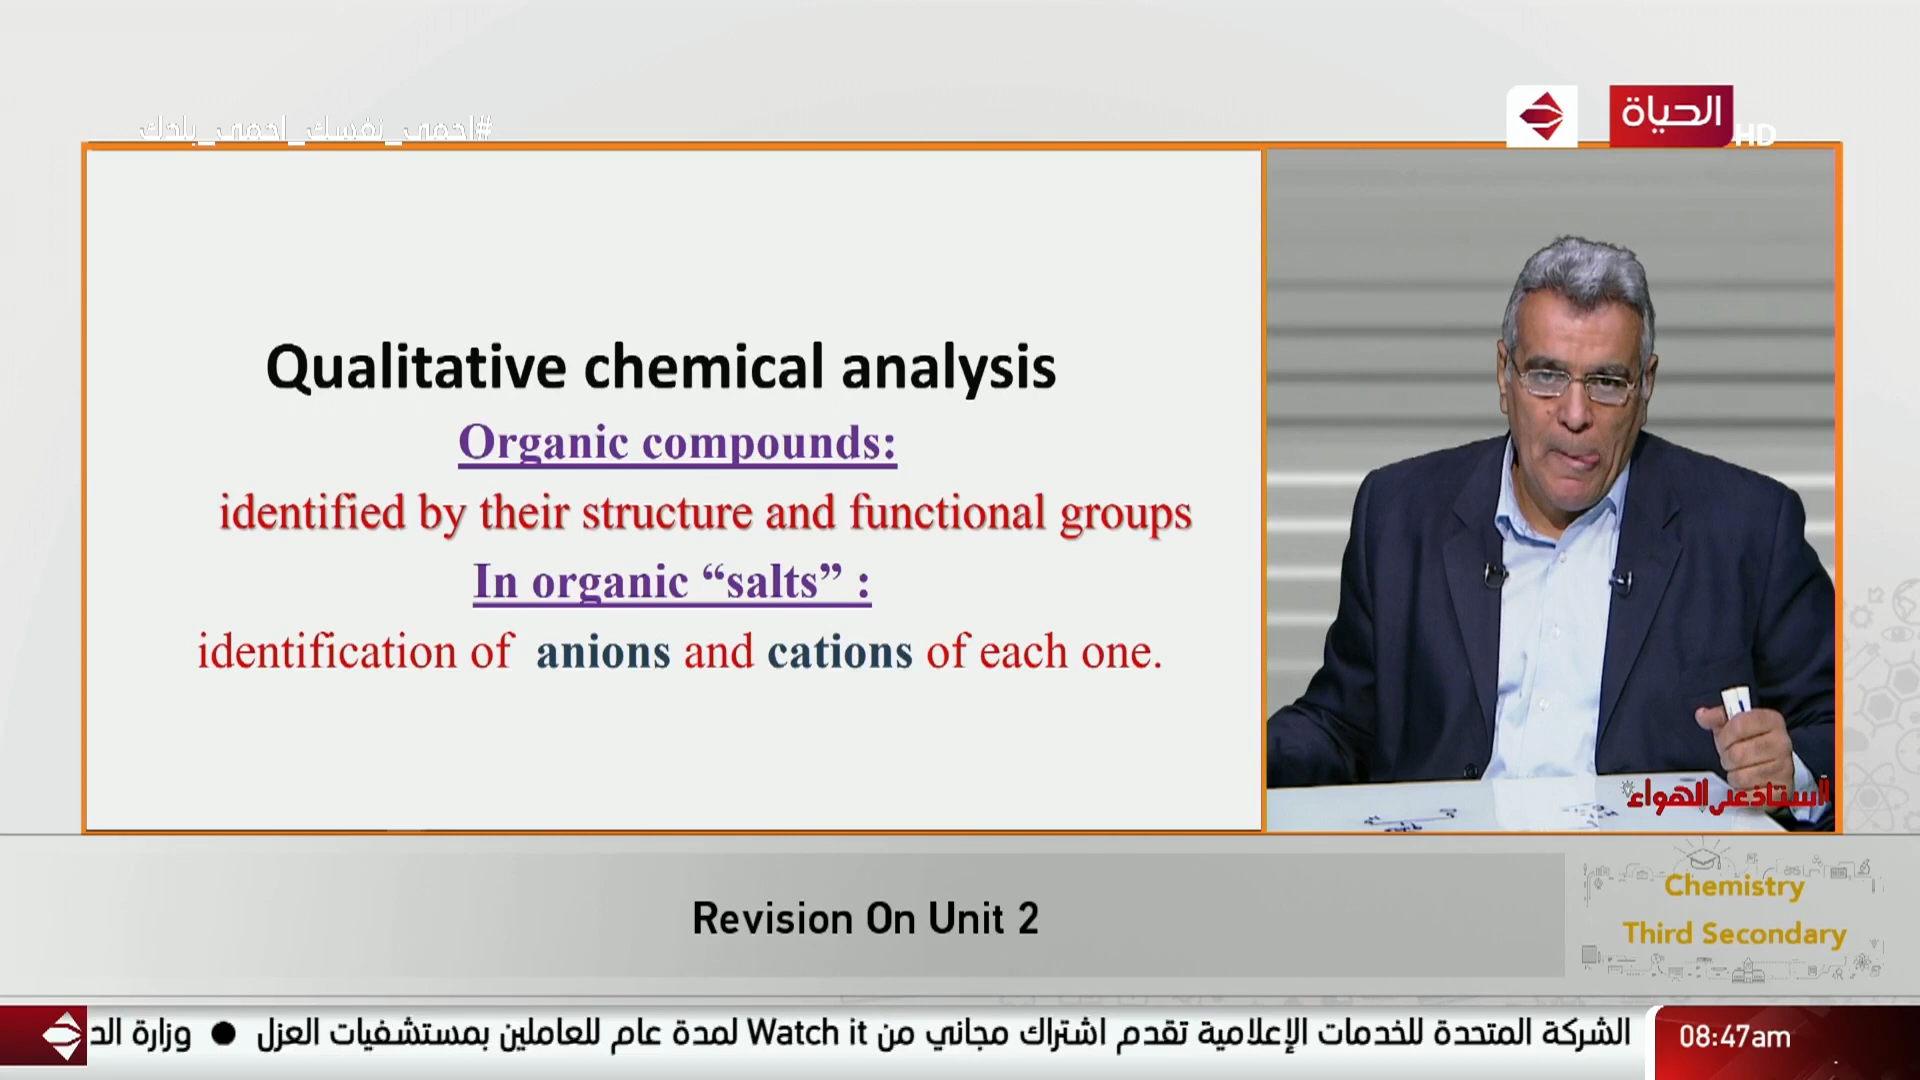 #احمي_نفسك_احمي_بلدك
الحياة
HD
Qualitative chemical analysis
Organic compounds:
identified by their structure and functional groups
In organic “salts” :
identification of anions and cations of each one.
أستاذ على الهواء
Revision On Unit 2
Chemistry
Third Secondary
الشركة المتحدة للخدمات الإعلامية تقدم اشتراك مجاني من Watch it لمدة عام للعاملين بمستشفيات العزل ● وزارة الد
08:47am